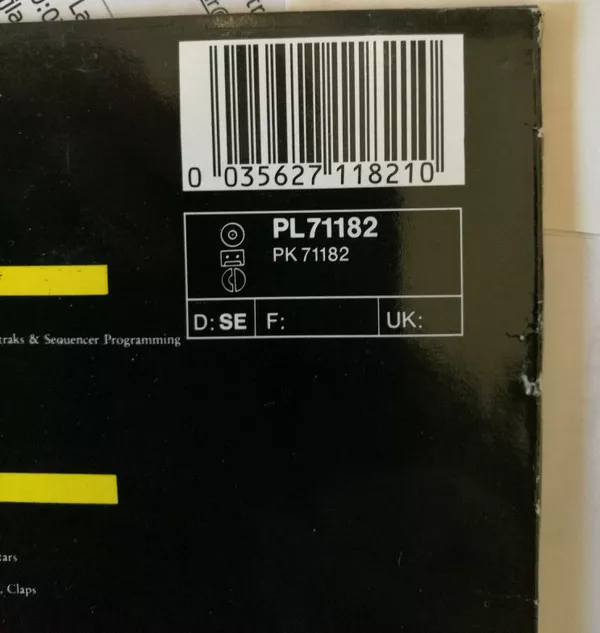 0 035627 118210
PL71182
PK 71182
D: SE F: UK:
traks & Sequencer Programming
tars
Claps